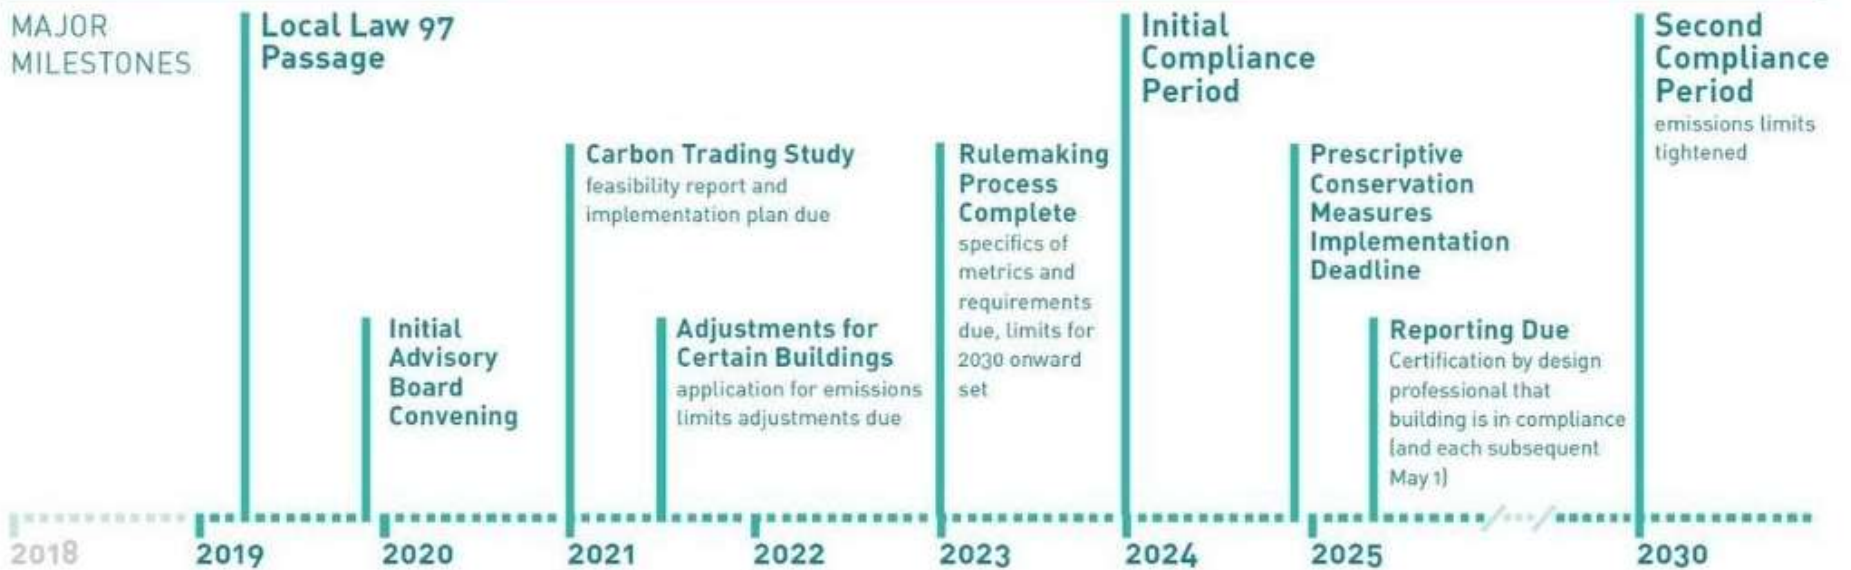 MAJOR
MILESTONES
Local Law 97
Passage
Initial
Advisory
Board
Convening
Carbon Trading Study
feasibility report and
implementation plan due
Adjustments for
Certain Buildings
application for emissions
limits adjustments due
Rulemaking
Process
Complete
specifics of
metrics and
requirements
due, limits for
2030 onward
set
Initial
Compliance
Period
Prescriptive
Conservation
Measures
Implementation
Deadline
Reporting Due
Certification by design
professional that
building is in compliance
(and each subsequent
May 1)
Second
Compliance
Period
emissions limits
tightened
2018
2019
2020
2021
2022
2023
2024
2025
2030